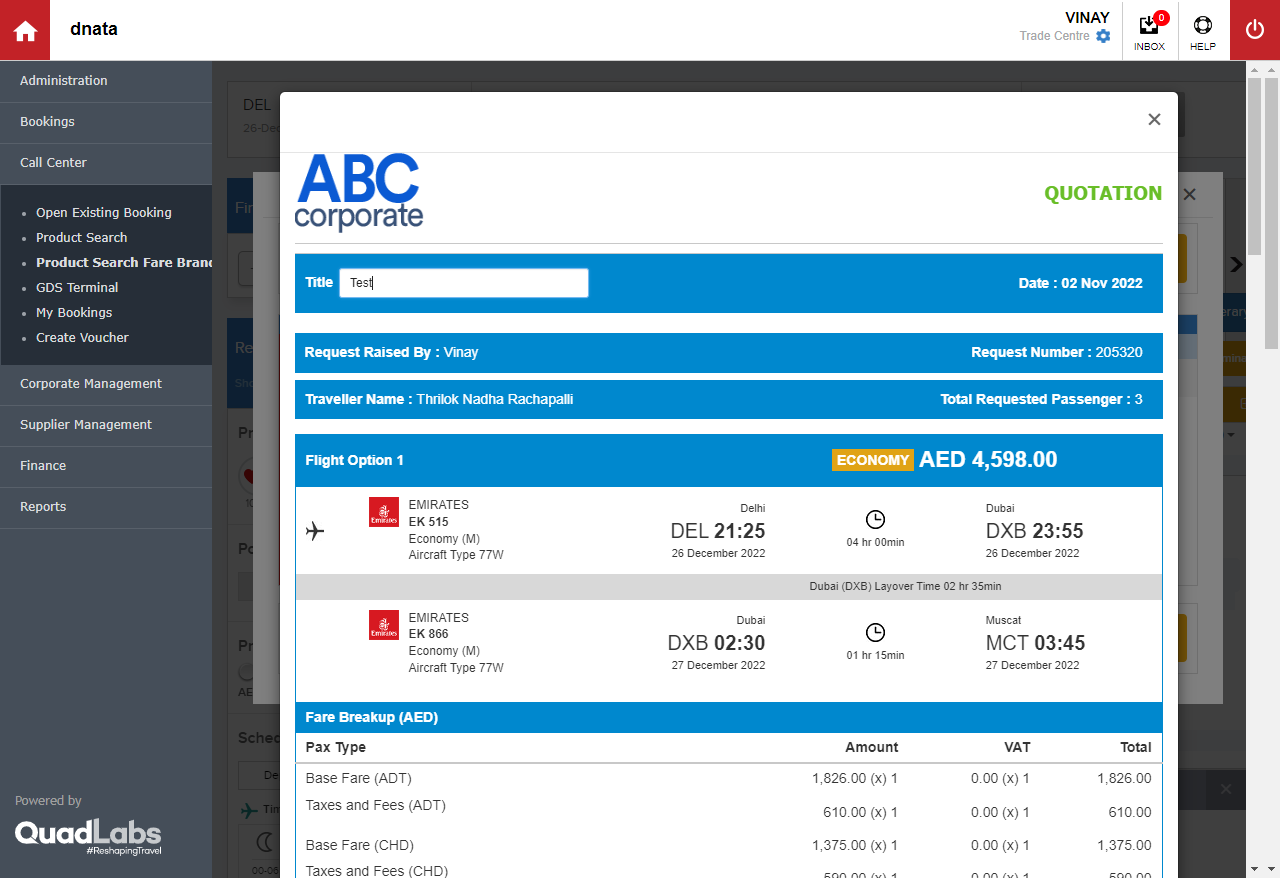 dnata
VINAY
Trade Centre
0
INBOX
HELP
Administration
Bookings
Call Center
Open Existing Booking
Product Search
Product Search Fare Brand
GDS Terminal
My Bookings
Create Voucher
Corporate Management
Supplier Management
Finance
Reports
Powered by
QuadLabs
#ReshapingTravel
DEL
26-Dec
×
ABC
corporate
QUOTATION
Title Test Date : 02 Nov 2022
Request Raised By : Vinay Request Number : 205320
Traveller Name : Thrilok Nadha Rachapalli Total Requested Passenger : 3
Flight Option 1 ECONOMY AED 4,598.00
EMIRATES
EK 515
Economy (M)
Aircraft Type 77W
Delhi
DEL 21:25
26 December 2022
04 hr 00min
Dubai
DXB 23:55
26 December 2022
Dubai (DXB) Layover Time 02 hr 35min
EMIRATES
EK 866
Economy (M)
Aircraft Type 77W
Dubai
DXB 02:30
27 December 2022
01 hr 15min
Muscat
MCT 03:45
27 December 2022
Fare Breakup (AED)
Pax Type Amount VAT Total
Base Fare (ADT) 1,826.00 (x) 1 0.00 (x) 1 1,826.00
Taxes and Fees (ADT) 610.00 (x) 1 0.00 (x) 1 610.00
Base Fare (CHD) 1,375.00 (x) 1 0.00 (x) 1 1,375.00
Taxes and Fees (CHD) 590.00 (x) 1 0.00 (x) 1 590.00